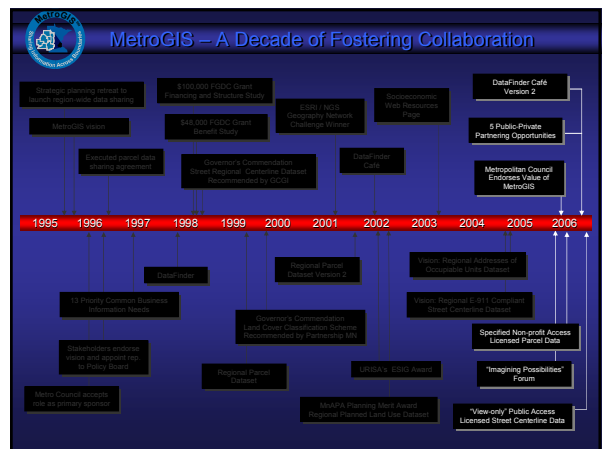 MetroGIS
Sharing Information Across Boundaries
MetroGIS – A Decade of Fostering Collaboration
Strategic planning retreat to
launch region-wide data sharing
$100,000 FGDC Grant
Financing and Structure Study
Socioeconomic
Web Resources
Page
DataFinder Café
Version 2
MetroGIS vision
$48,000 FGDC Grant
Benefit Study
ESRI / NGS
Geography Network
Challenge Winner
5 Public-Private
Partnering Opportunities
Executed parcel data
sharing agreement
Governor's Commendation
Street Regional Centerline Dataset
Recommended by GCGI
DataFinder
Café
Metropolitan Council
Endorses Value of
MetroGIS
1995 1996 1997 1998 1999 2000 2001 2002 2003 2004 2005 2006
DataFinder
Regional Parcel
Dataset Version 2
Vision: Regional Addresses of
Occupiable Units Dataset
13 Priority Common Business
Information Needs
Vision: Regional E-911 Compliant
Street Centerline Dataset
Governor's Commendation
Land Cover Classification Scheme
Recommended by Partnership MN
Specified Non-profit Access
Licensed Parcel Data
Stakeholders endorse
vision and appoint rep.
to Policy Board
Regional Parcel
Dataset
URISA's ESIG Award
"Imagining Possibilities"
Forum
Metro Council accepts
role as primary sponsor
MnAPA Planning Merit Award
Regional Planned Land Use Dataset
"View-only" Public Access
Licensed Street Centerline Data